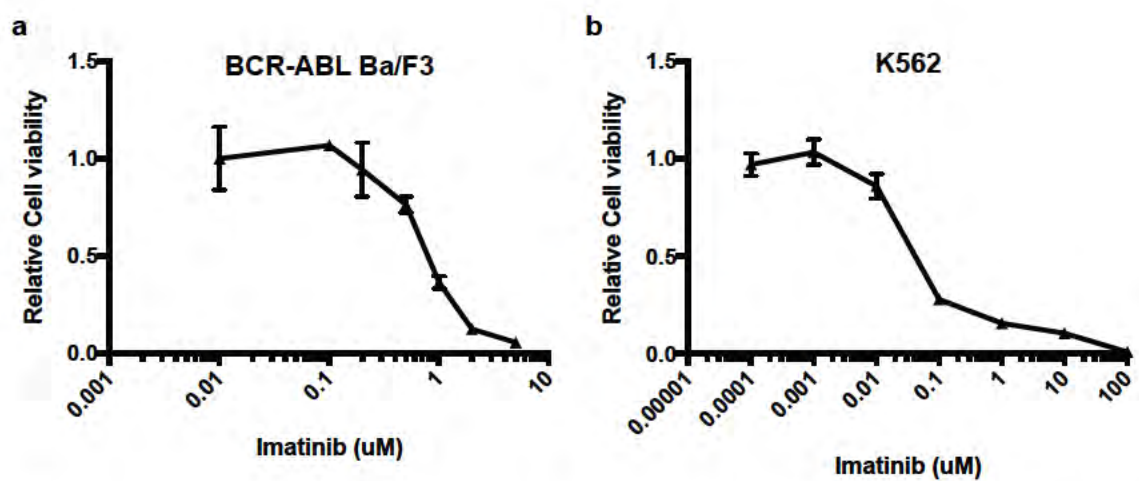 a
BCR-ABL Ba/F3
Relative Cell viability
1.5
1.0
0.5
0.0
0.001
0.01
0.1
1
10
Imatinib (uM)
b
K562
Relative Cell viability
1.5
1.0
0.5
0.0
0.00001
0.0001
0.001
0.01
0.1
1
10
100
Imatinib (uM)